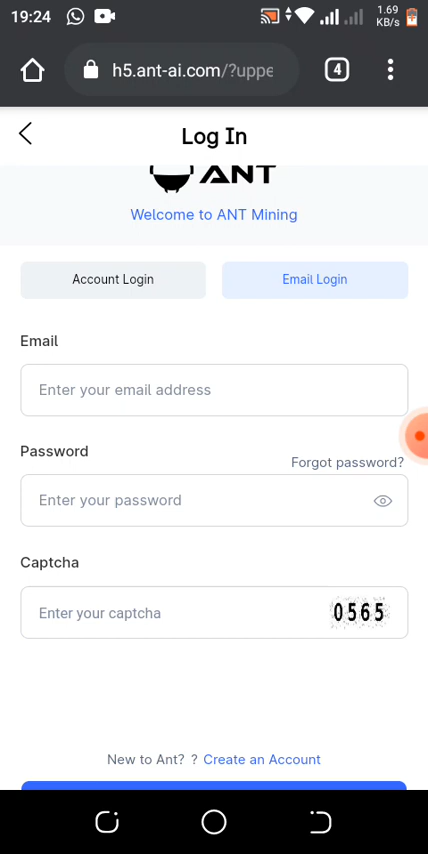 19:24
1.69
KB/s
h5.ant-ai.com/?uppe
4
Log In
ANT
Welcome to ANT Mining
Account Login
Email Login
Email
Enter your email address
Password
Forgot password?
Enter your password
Captcha
Enter your captcha
0565
New to Ant? ? Create an Account